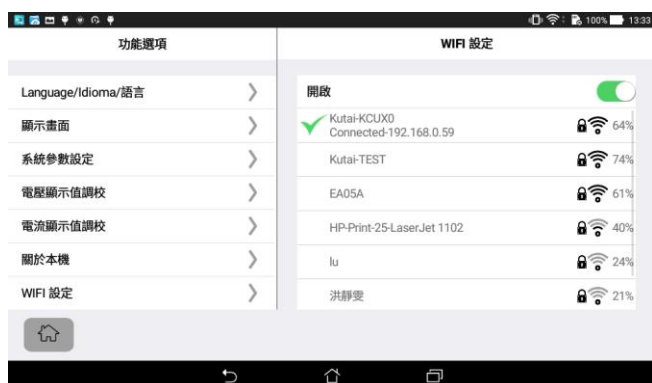 100% 13:33
功能選項
WIFI 設定
Language/Idioma/語言
顯示畫面
系統參數設定
電壓顯示值調校
電流顯示值調校
關於本機
WIFI 設定
開啟
Kutai-KCUX0
Connected-192.168.0.59
64%
Kutai-TEST
74%
EA05A
61%
HP-Print-25-LaserJet 1102
40%
lu
24%
洪靜雯
21%